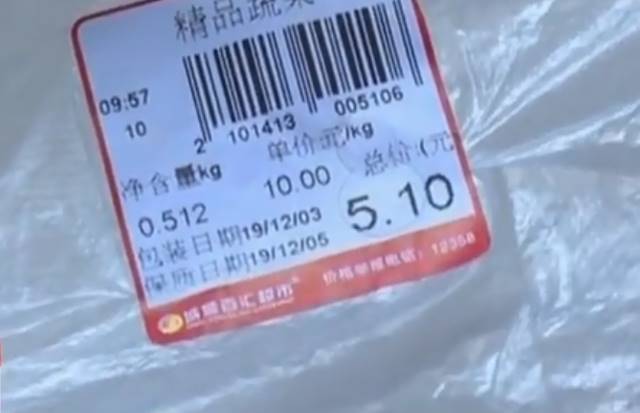 精品蔬菜
09:57
10
2 101413 005106
净含量kg 单价元/kg 总价:(元)
0.512 10.00 5.10
包装日期19/12/03
保质日期19/12/05
价格举报电话：12358